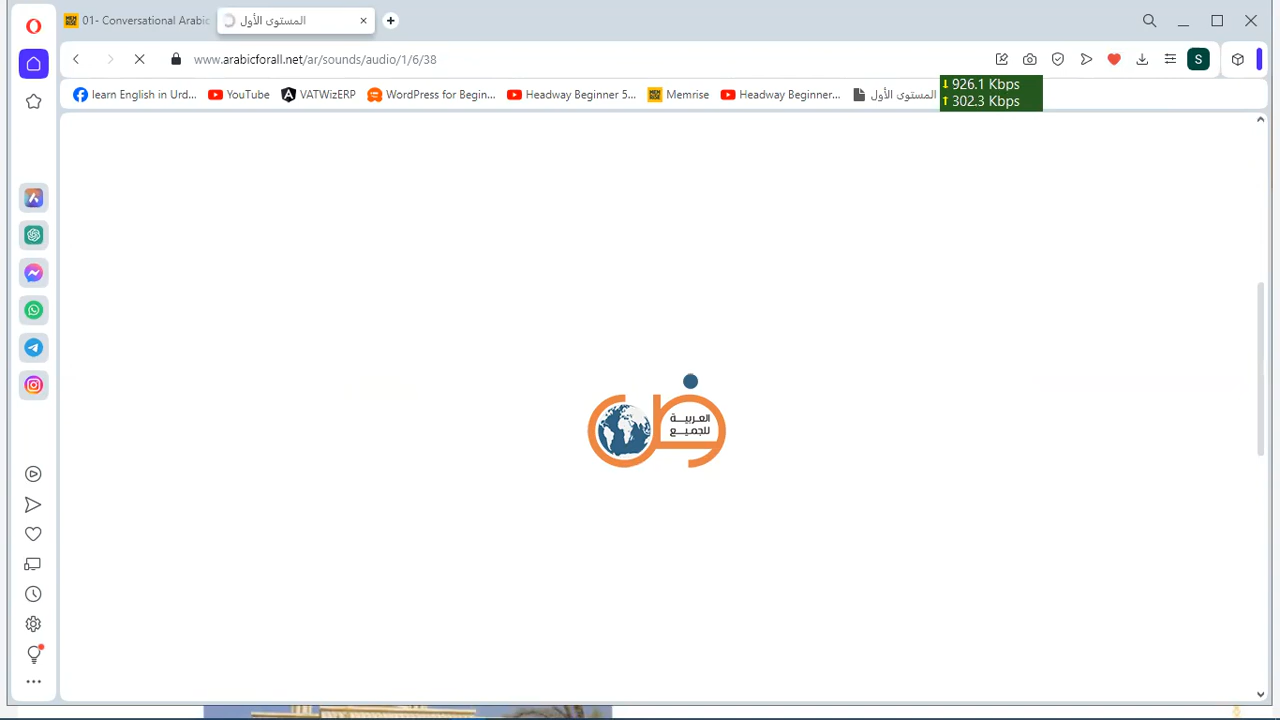 01- Conversational Arabic
المستوى الأول
www.arabicforall.net/ar/sounds/audio/1/6/38
S
learn English in Urd...
YouTube
VATWizERP
WordPress for Begin...
Headway Beginner 5...
Memrise
Headway Beginner...
المستوى الأول
926.1 Kbps
302.3 Kbps
العربية
للجميع